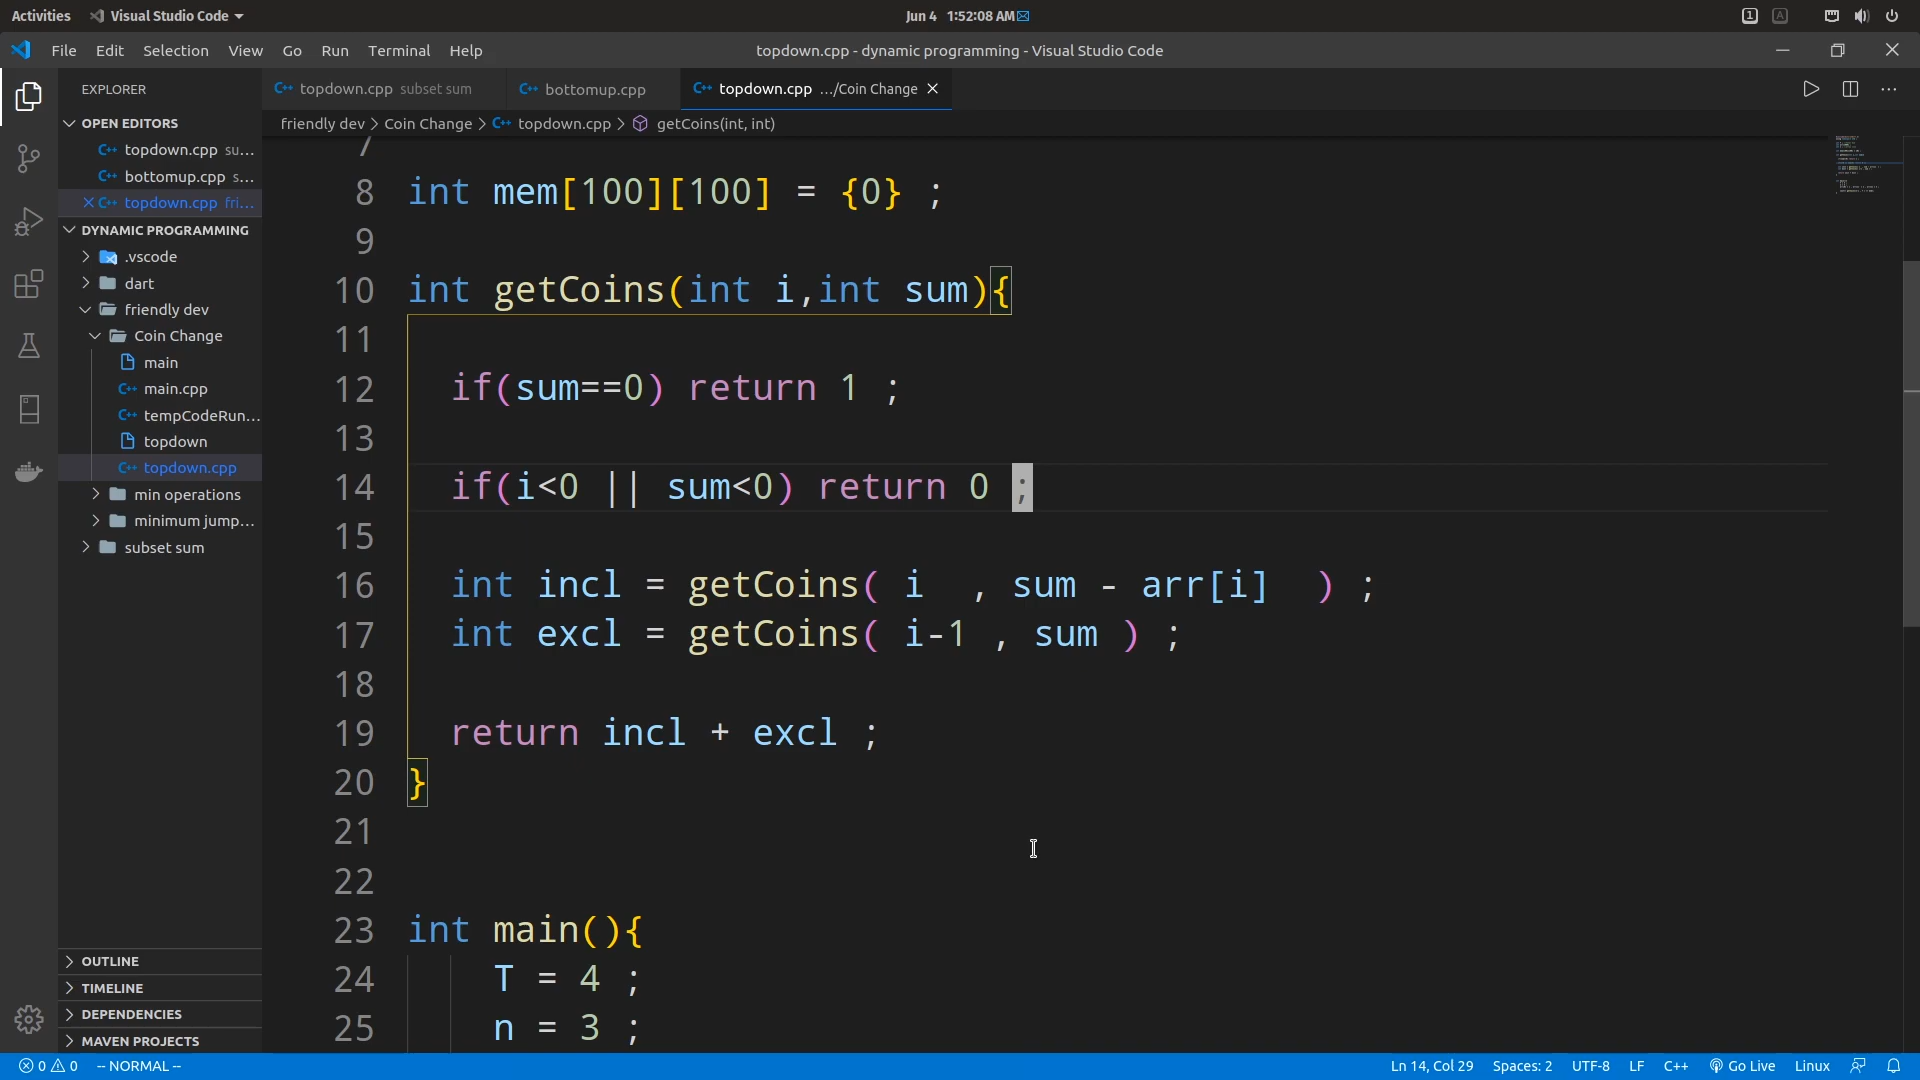 Activities Visual Studio Code Jun 4 1:52:08 AM 1 A
File Edit Selection View Go Run Terminal Help topdown.cpp - dynamic programming - Visual Studio Code
EXPLORER
OPEN EDITORS
C++ topdown.cpp su...
C++ bottomup.cpp s...
C++ topdown.cpp fri...
DYNAMIC PROGRAMMING
.vscode
dart
friendly dev
Coin Change
main
C++ main.cpp
C++ tempCodeRun...
topdown
C++ topdown.cpp
min operations
minimum jump...
subset sum
OUTLINE
TIMELINE
DEPENDENCIES
MAVEN PROJECTS
C++ topdown.cpp subset sum C++ bottomup.cpp C++ topdown.cpp .../Coin Change
friendly dev > Coin Change > C++ topdown.cpp > getCoins(int, int)
7
8 int mem[100][100] = {0} ;
9
10 int getCoins(int i,int sum){
11
12 if(sum==0) return 1 ;
13
14 if(i<0 || sum<0) return 0 ;
15
16 int incl = getCoins( i  , sum - arr[i]  ) ;
17 int excl = getCoins( i-1 , sum ) ;
18
19 return incl + excl ;
20 }
21
22
23 int main(){
24 T = 4 ;
25 n = 3 ;
0 0 -- NORMAL -- Ln 14, Col 29 Spaces: 2 UTF-8 LF C++ Go Live Linux